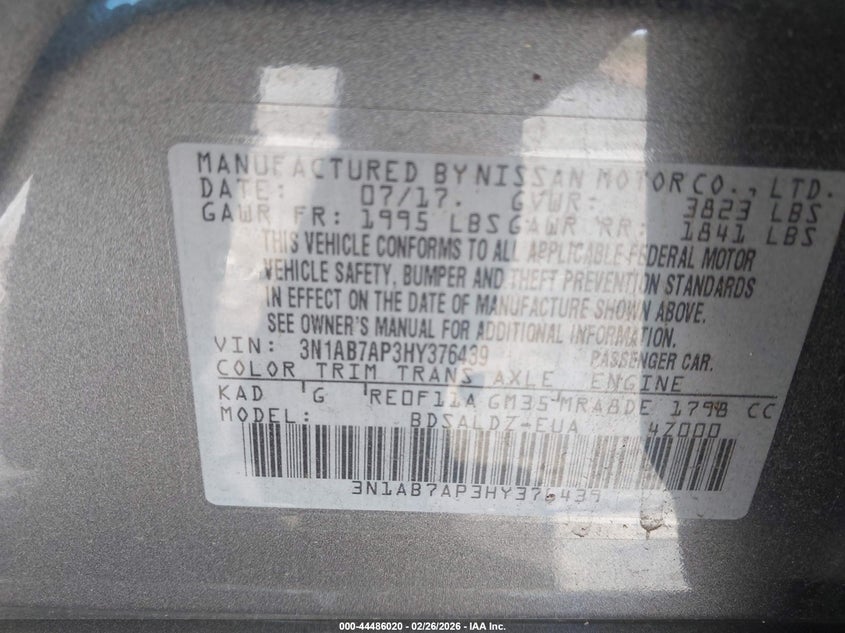 MANUFACTURED BY NISSAN MOTOR CO., LTD.
DATE: 07/17. GVWR: 3823 LBS
GAWR FR: 1995 LBS GAWR RR: 1841 LBS
THIS VEHICLE CONFORMS TO ALL APPLICABLE FEDERAL MOTOR
VEHICLE SAFETY, BUMPER AND THEFT PREVENTION STANDARDS
IN EFFECT ON THE DATE OF MANUFACTURE SHOWN ABOVE.
SEE OWNER'S MANUAL FOR ADDITIONAL INFORMATION.
VIN: 3N1AB7AP3HY376439 PASSENGER CAR.
COLOR TRIM TRANS AXLE ENGINE
KAD G RE0F11A GM35 MRA8DE 1798 CC
MODEL: BDSALDZ-EUA 4Z000
3N1AB7AP3HY376439
000-44486020 - 02/26/2026 - IAA Inc.